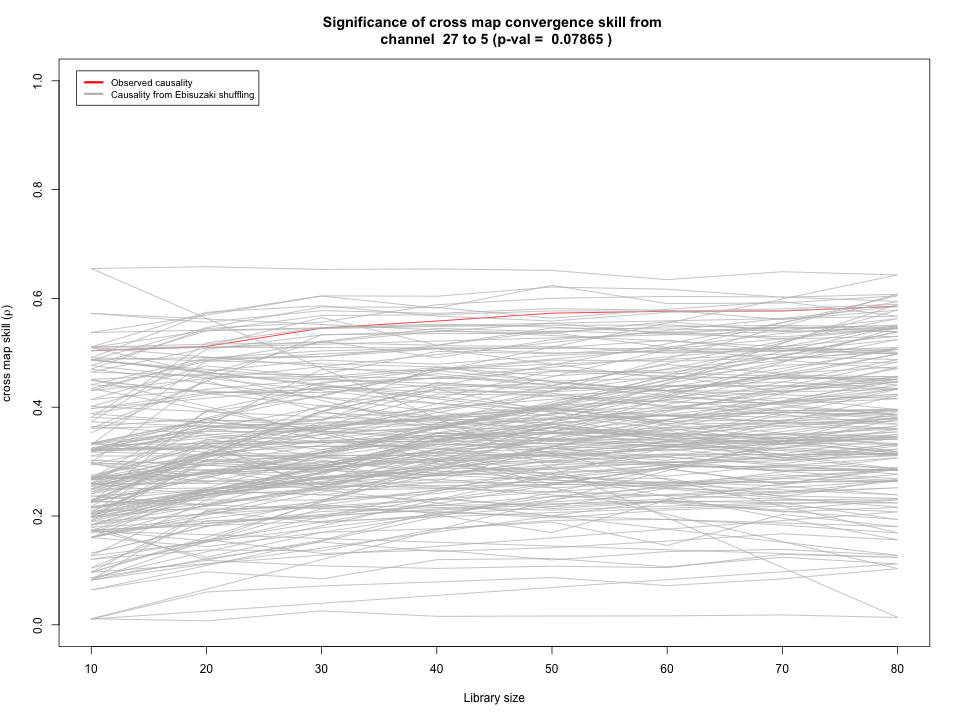 Significance of cross map convergence skill from
channel  27 to 5 (p-val =  0.07865 )
Observed causality
Causality from Ebisuzaki shuffling
cross map skill (ρ)
1.0
0.8
0.6
0.4
0.2
0.0
10 20 30 40 50 60 70 80
Library size